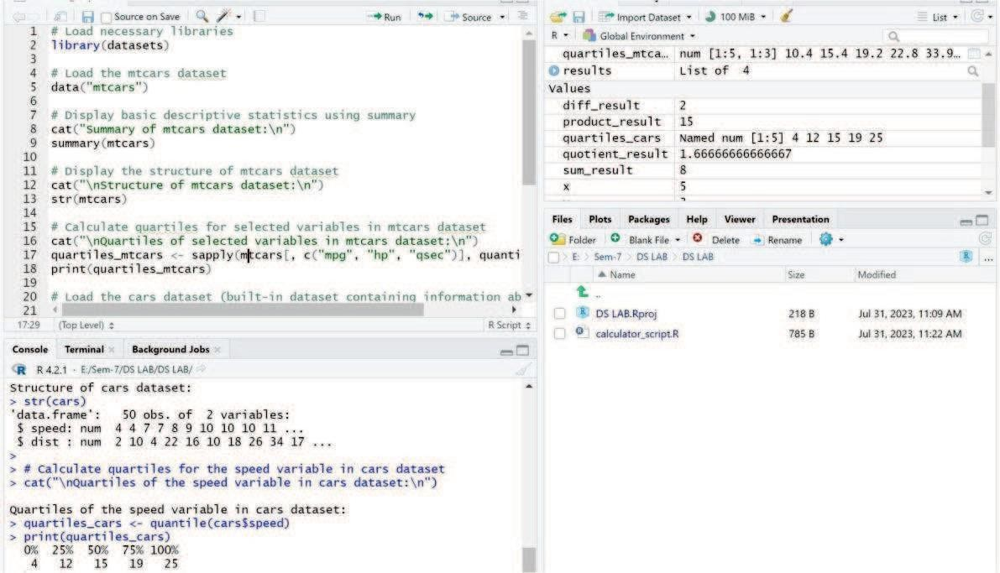 Source on Save Run Source
1 # Load necessary libraries
2 library(datasets)
3
4 # Load the mtcars dataset
5 data("mtcars")
6
7 # Display basic descriptive statistics using summary
8 cat("Summary of mtcars dataset:\n")
9 summary(mtcars)
10
11 # Display the structure of mtcars dataset
12 cat("\nStructure of mtcars dataset:\n")
13 str(mtcars)
14
15 # Calculate quartiles for selected variables in mtcars dataset
16 cat("\nQuartiles of selected variables in mtcars dataset:\n")
17 quartiles_mtcars <- sapply(mtcars[, c("mpg", "hp", "qsec")], quanti
18 print(quartiles_mtcars)
19
20 # Load the cars dataset (built-in dataset containing information ab
21
17:29 (Top Level) R Script
Console Terminal Background Jobs
R 4.2.1 · E:/Sem-7/DS LAB/DS LAB/
Structure of cars dataset:
> str(cars)
'data.frame': 50 obs. of 2 variables:
$ speed: num 4 4 7 7 8 9 10 10 10 11 ...
$ dist : num 2 10 4 22 16 10 18 26 34 17 ...
>
> # Calculate quartiles for the speed variable in cars dataset
> cat("\nQuartiles of the speed variable in cars dataset:\n")
Quartiles of the speed variable in cars dataset:
> quartiles_cars <- quantile(cars$speed)
> print(quartiles_cars)
0% 25% 50% 75% 100%
4 12 15 19 25
Import Dataset 100 MiB List
R Global Environment
quartiles_mtca… num [1:5, 1:3] 10.4 15.4 19.2 22.8 33.9…
results List of 4
Values
diff_result 2
product_result 15
quartiles_cars Named num [1:5] 4 12 15 19 25
quotient_result 1.66666666666667
sum_result 8
x 5
Files Plots Packages Help Viewer Presentation
Folder Blank File Delete Rename
E: Sem-7 DS LAB DS LAB R ...
Name Size Modified
..
DS LAB.Rproj 218 B Jul 31, 2023, 11:09 AM
calculator_script.R 785 B Jul 31, 2023, 11:22 AM